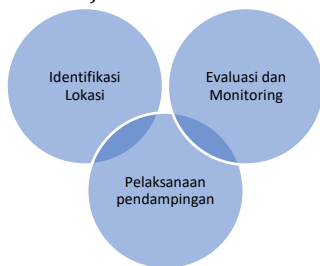 Identifikasi
Lokasi
Evaluasi dan
Monitoring
Pelaksanaan
pendampingan